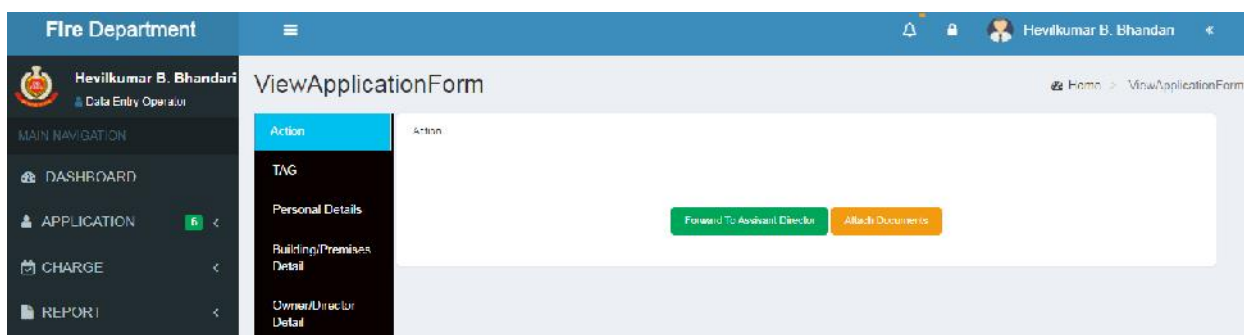 Fire Department
Hevilkumar B. Bhandari
Hevilkumar B. Bhandari
Data Entry Operator
ViewApplicationForm
Home > ViewApplicationForm
MAIN NAVIGATION
DASHBOARD
APPLICATION 6 <
CHARGE <
REPORT <
Action
TAG
Personal Details
Building/Premises
Detail
Owner/Director
Detail
Action
Forward To Assisant Director
Attach Documents